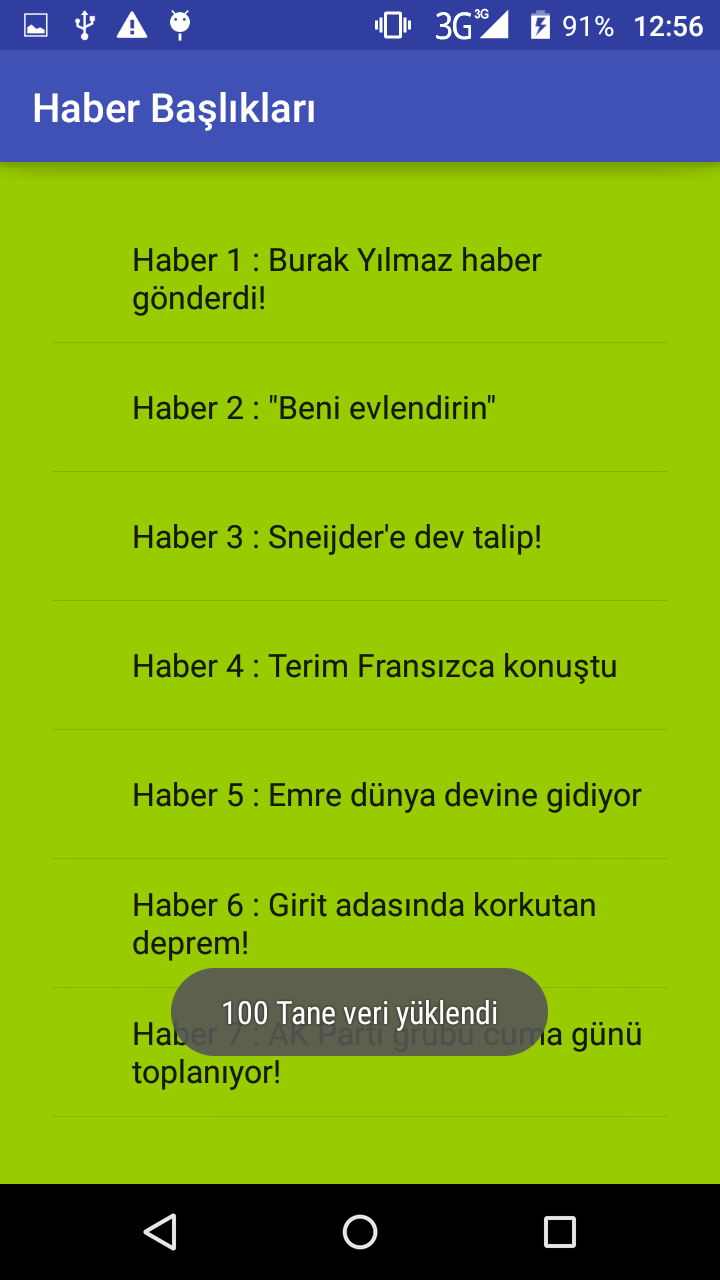 3G 3G 91% 12:56
Haber Başlıkları
Haber 1 : Burak Yılmaz haber
gönderdi!
Haber 2 : "Beni evlendirin"
Haber 3 : Sneijder'e dev talip!
Haber 4 : Terim Fransızca konuştu
Haber 5 : Emre dünya devine gidiyor
Haber 6 : Girit adasında korkutan
deprem!
100 Tane veri yüklendi
Haber 7 : AK Parti grubu cuma günü
toplanıyor!